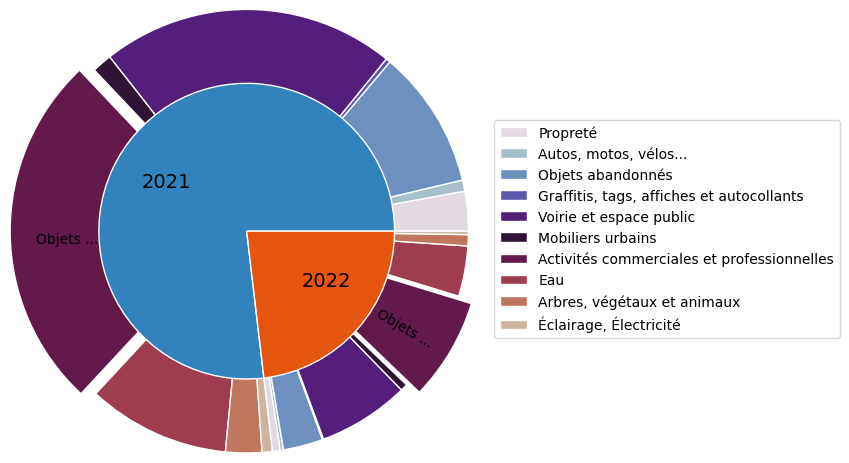 2021
Objets ...
2022
Objets ...
Propreté
Autos, motos, vélos...
Objets abandonnés
Graffitis, tags, affiches et autocollants
Voirie et espace public
Mobiliers urbains
Activités commerciales et professionnelles
Eau
Arbres, végétaux et animaux
Éclairage, Électricité